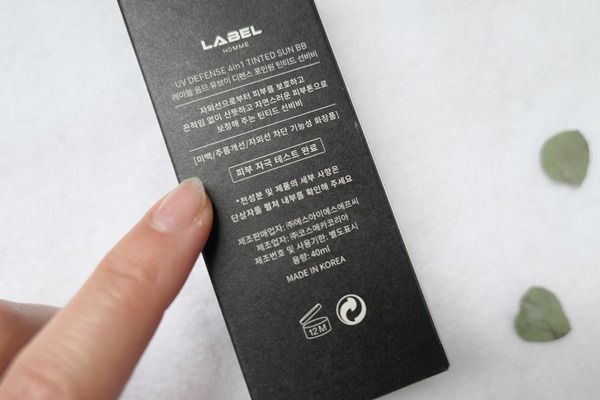 LABEL
HOMME
UV DEFENSE 4in1 TINTED SUN BB
레이블 옴므 유브이 디펜스 포인원 틴티드 선비비
자외선으로부터 피부를 보호하고
끈적임 없이 산뜻하고 자연스러운 피부톤으로
보정해 주는 틴티드 선비비
[미백/주름개선/자외선 차단 기능성 화장품]
피부 자극 테스트 완료
*전성분 및 제품의 세부 사항은
단상자를 펼쳐 내부를 확인해 주세요
제조판매업자: ㈜에스아이에스에프씨
제조업자: ㈜코스메카코리아
제조번호 및 사용기한: 별도표시
용량: 40ml
MADE IN KOREA
12M